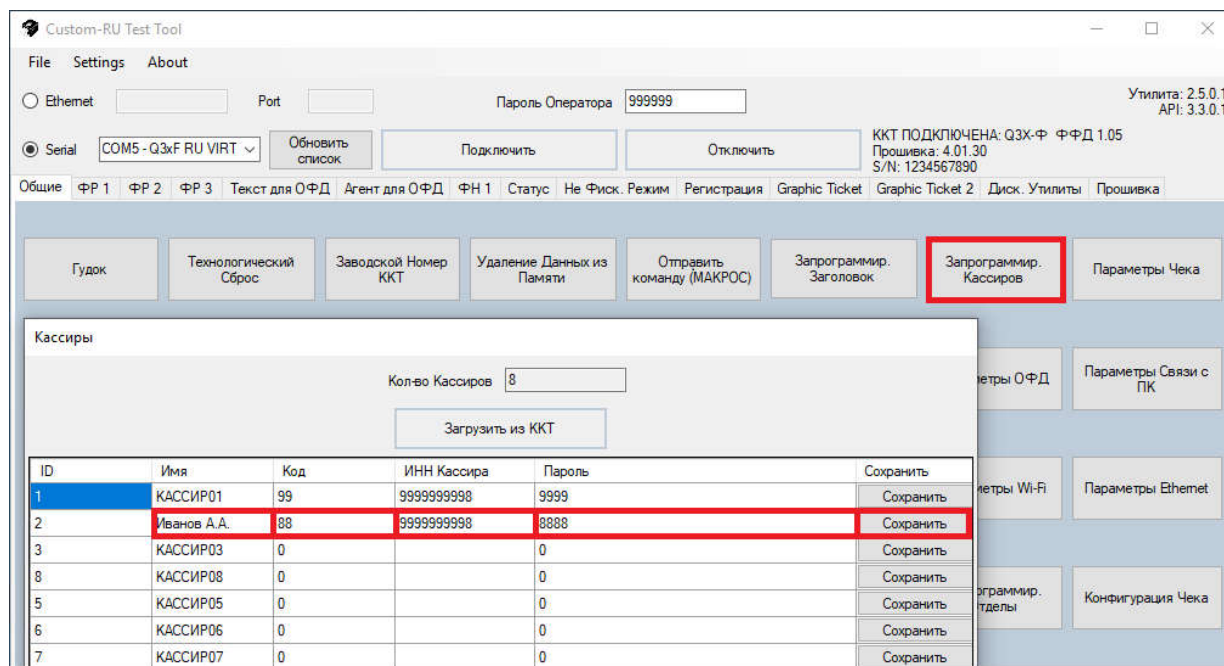 Custom-RU Test Tool
File Settings About
Ethernet Port Пароль Оператора 999999
Утилита: 2.5.0.1
API: 3.3.0.1
Serial COM5 - Q3xF RU VIRT Обновить список Подключить Отключить
ККТ ПОДКЛЮЧЕНА: Q3X-Ф ФФД 1.05
Прошивка: 4.01.30
S/N: 1234567890
Общие ФР 1 ФР 2 ФР 3 Текст для ОФД Агент для ОФД ФН 1 Статус Не Фиск. Режим Регистрация Graphic Ticket Graphic Ticket 2 Диск. Утилиты Прошивка
Гудок
Технологический
Сброс
Заводской Номер
ККТ
Удаление Данных из
Памяти
Отправить
команду (МАКРОС)
Запрограммир.
Заголовок
Запрограммир.
Кассиров
Параметры Чека
Кассиры
Кол-во Кассиров 8
Загрузить из ККТ
ID Имя Код ИНН Кассира Пароль Сохранить
1 КАССИР01 99 9999999998 9999 Сохранить
2 Иванов А.А. 88 9999999998 8888 Сохранить
3 КАССИР03 0 0 Сохранить
8 КАССИР08 0 0 Сохранить
5 КАССИР05 0 0 Сохранить
6 КАССИР06 0 0 Сохранить
7 КАССИР07 0 0 Сохранить
ОФД
Параметры Связи с
ПК
Wi-Fi
Параметры Ethernet
Конфигурация Чека